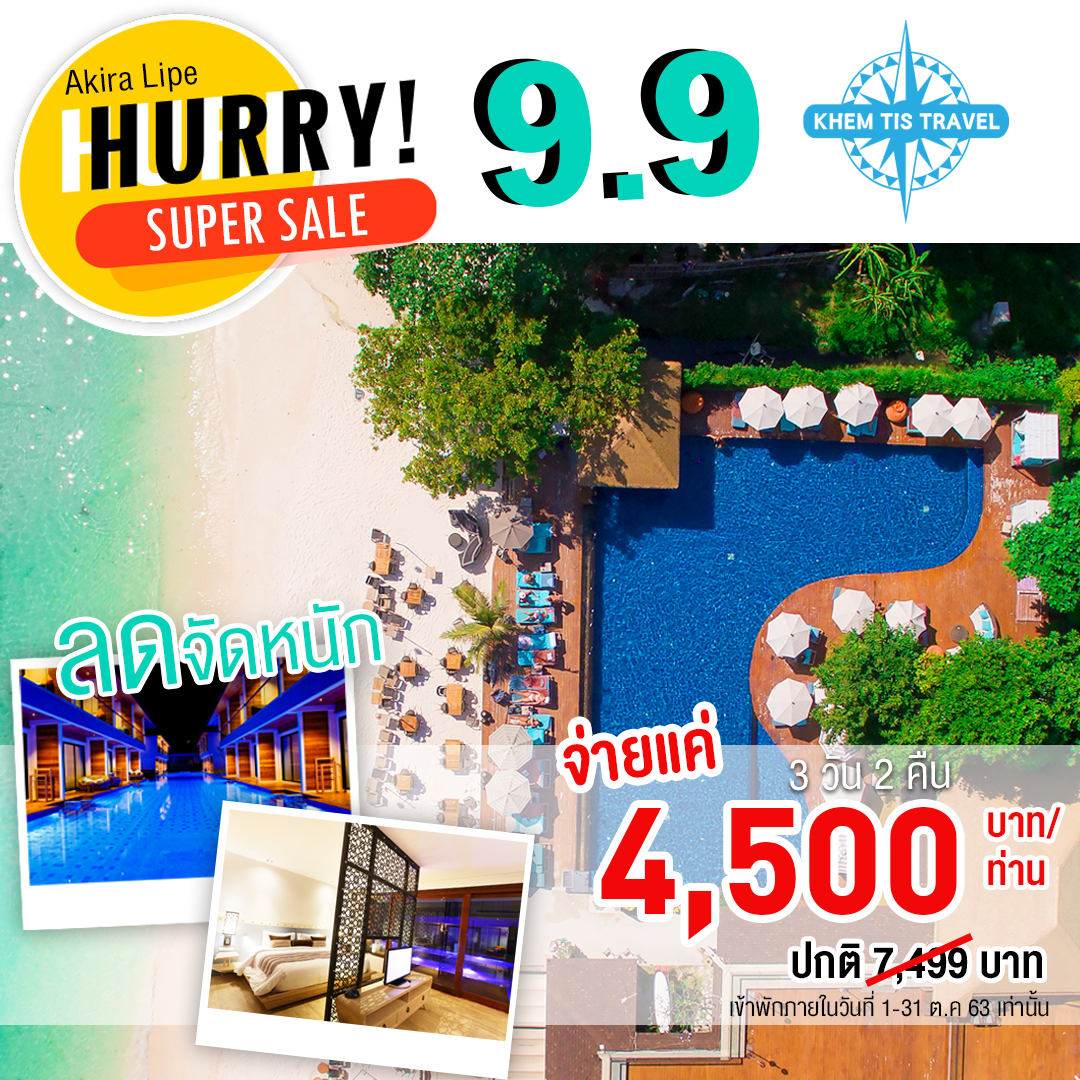 Akira Lipe
HURRY!
SUPER SALE
9.9
KHEM TIS TRAVEL
ลดจัดหนัก
จ่ายแค่
3 วัน 2 คืน
4,500 บาท/
ท่าน
ปกติ 7,499 บาท
เข้าพักภายในวันที่ 1-31 ต.ค 63 เท่านั้น